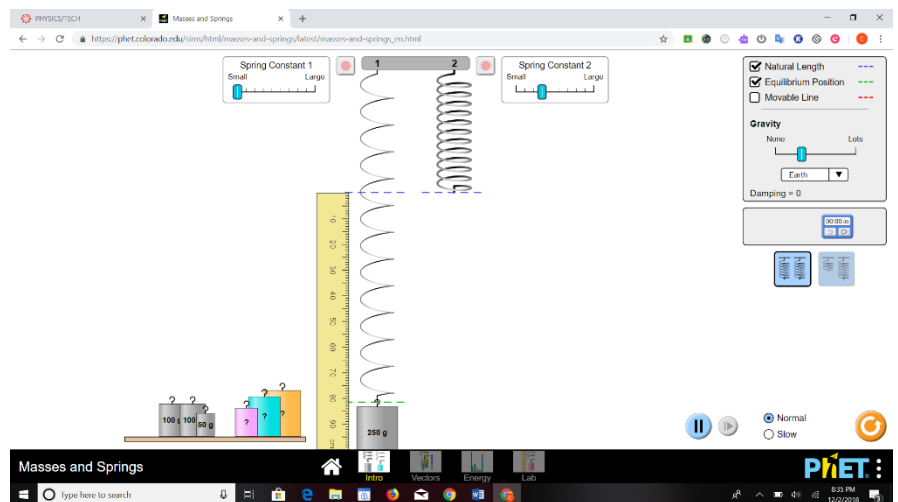 PHYSICS/TECH
Masses and Springs
https://phet.colorado.edu/sims/html/masses-and-springs/latest/masses-and-springs_en.html
Spring Constant 1
Small Large
1 2
Spring Constant 2
Small Large
Natural Length
Equilibrium Position
Movable Line
Gravity
None Lots
Earth
Damping = 0
00:00.00
10
20
30
40
50
60
70
80
90
cm
? ? ? ? ? ?
100 g 100 50 g ? ? ?
250 g
Normal
Slow
Masses and Springs
Intro Vectors Energy Lab
PhET
Type here to search
8:35 PM
12/2/2018